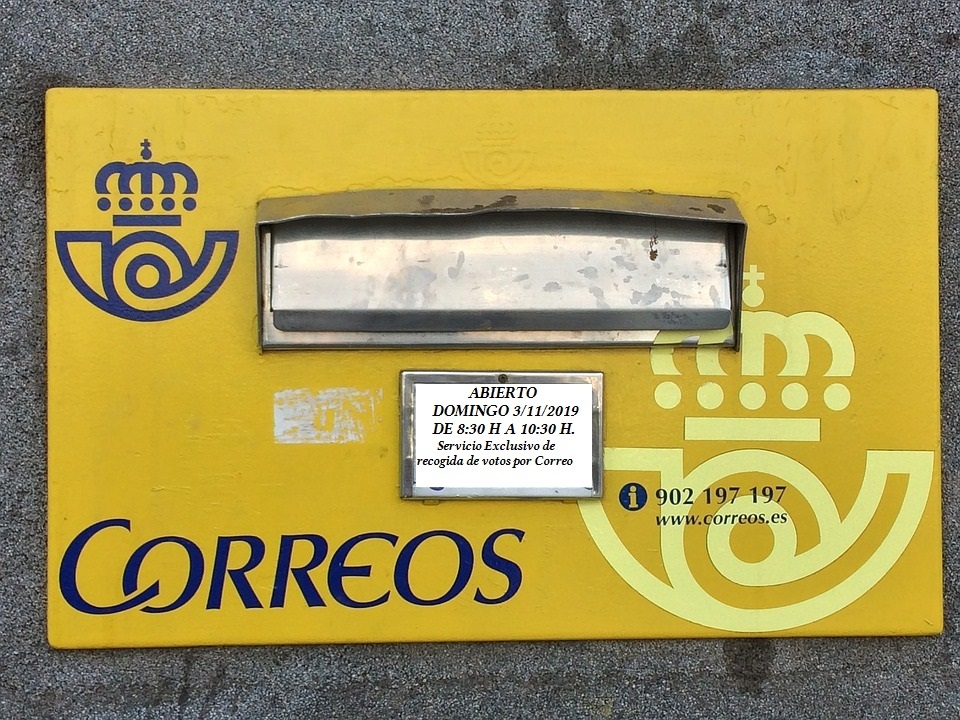 ABIERTO
DOMINGO 3/11/2019
DE 8:30 H A 10:30 H.
Servicio Exclusivo de
recogida de votos por Correo
i 902 197 197
www.correos.es
CORREOS